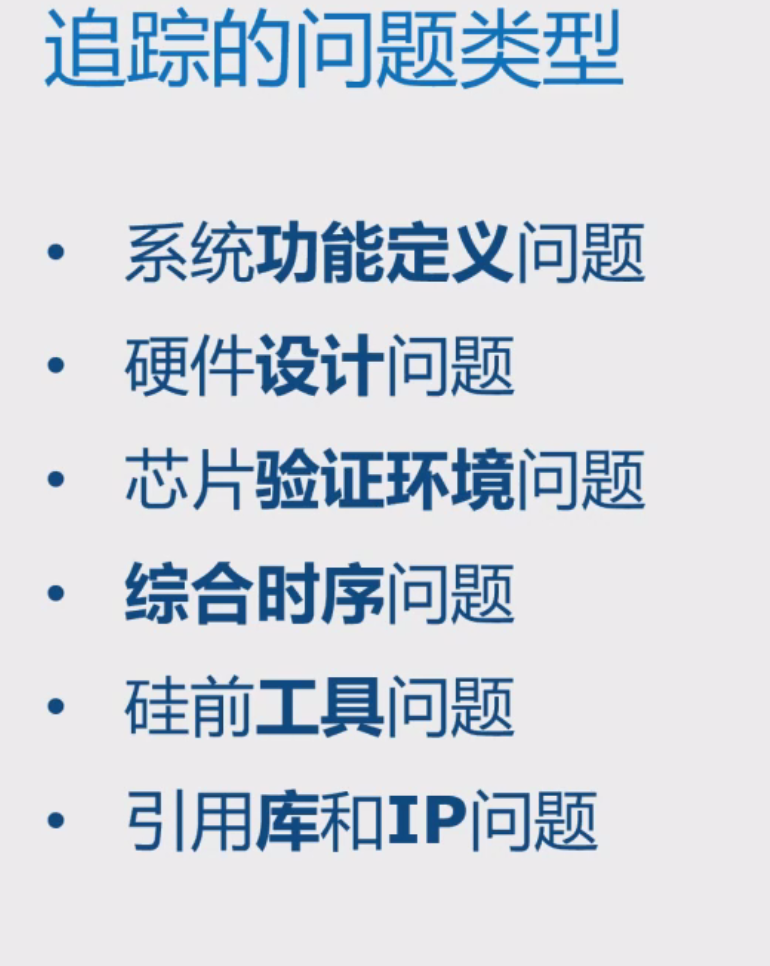 追踪的问题类型
• 系统功能定义问题
• 硬件设计问题
• 芯片验证环境问题
• 综合时序问题
• 硅前工具问题
• 引用库和IP问题